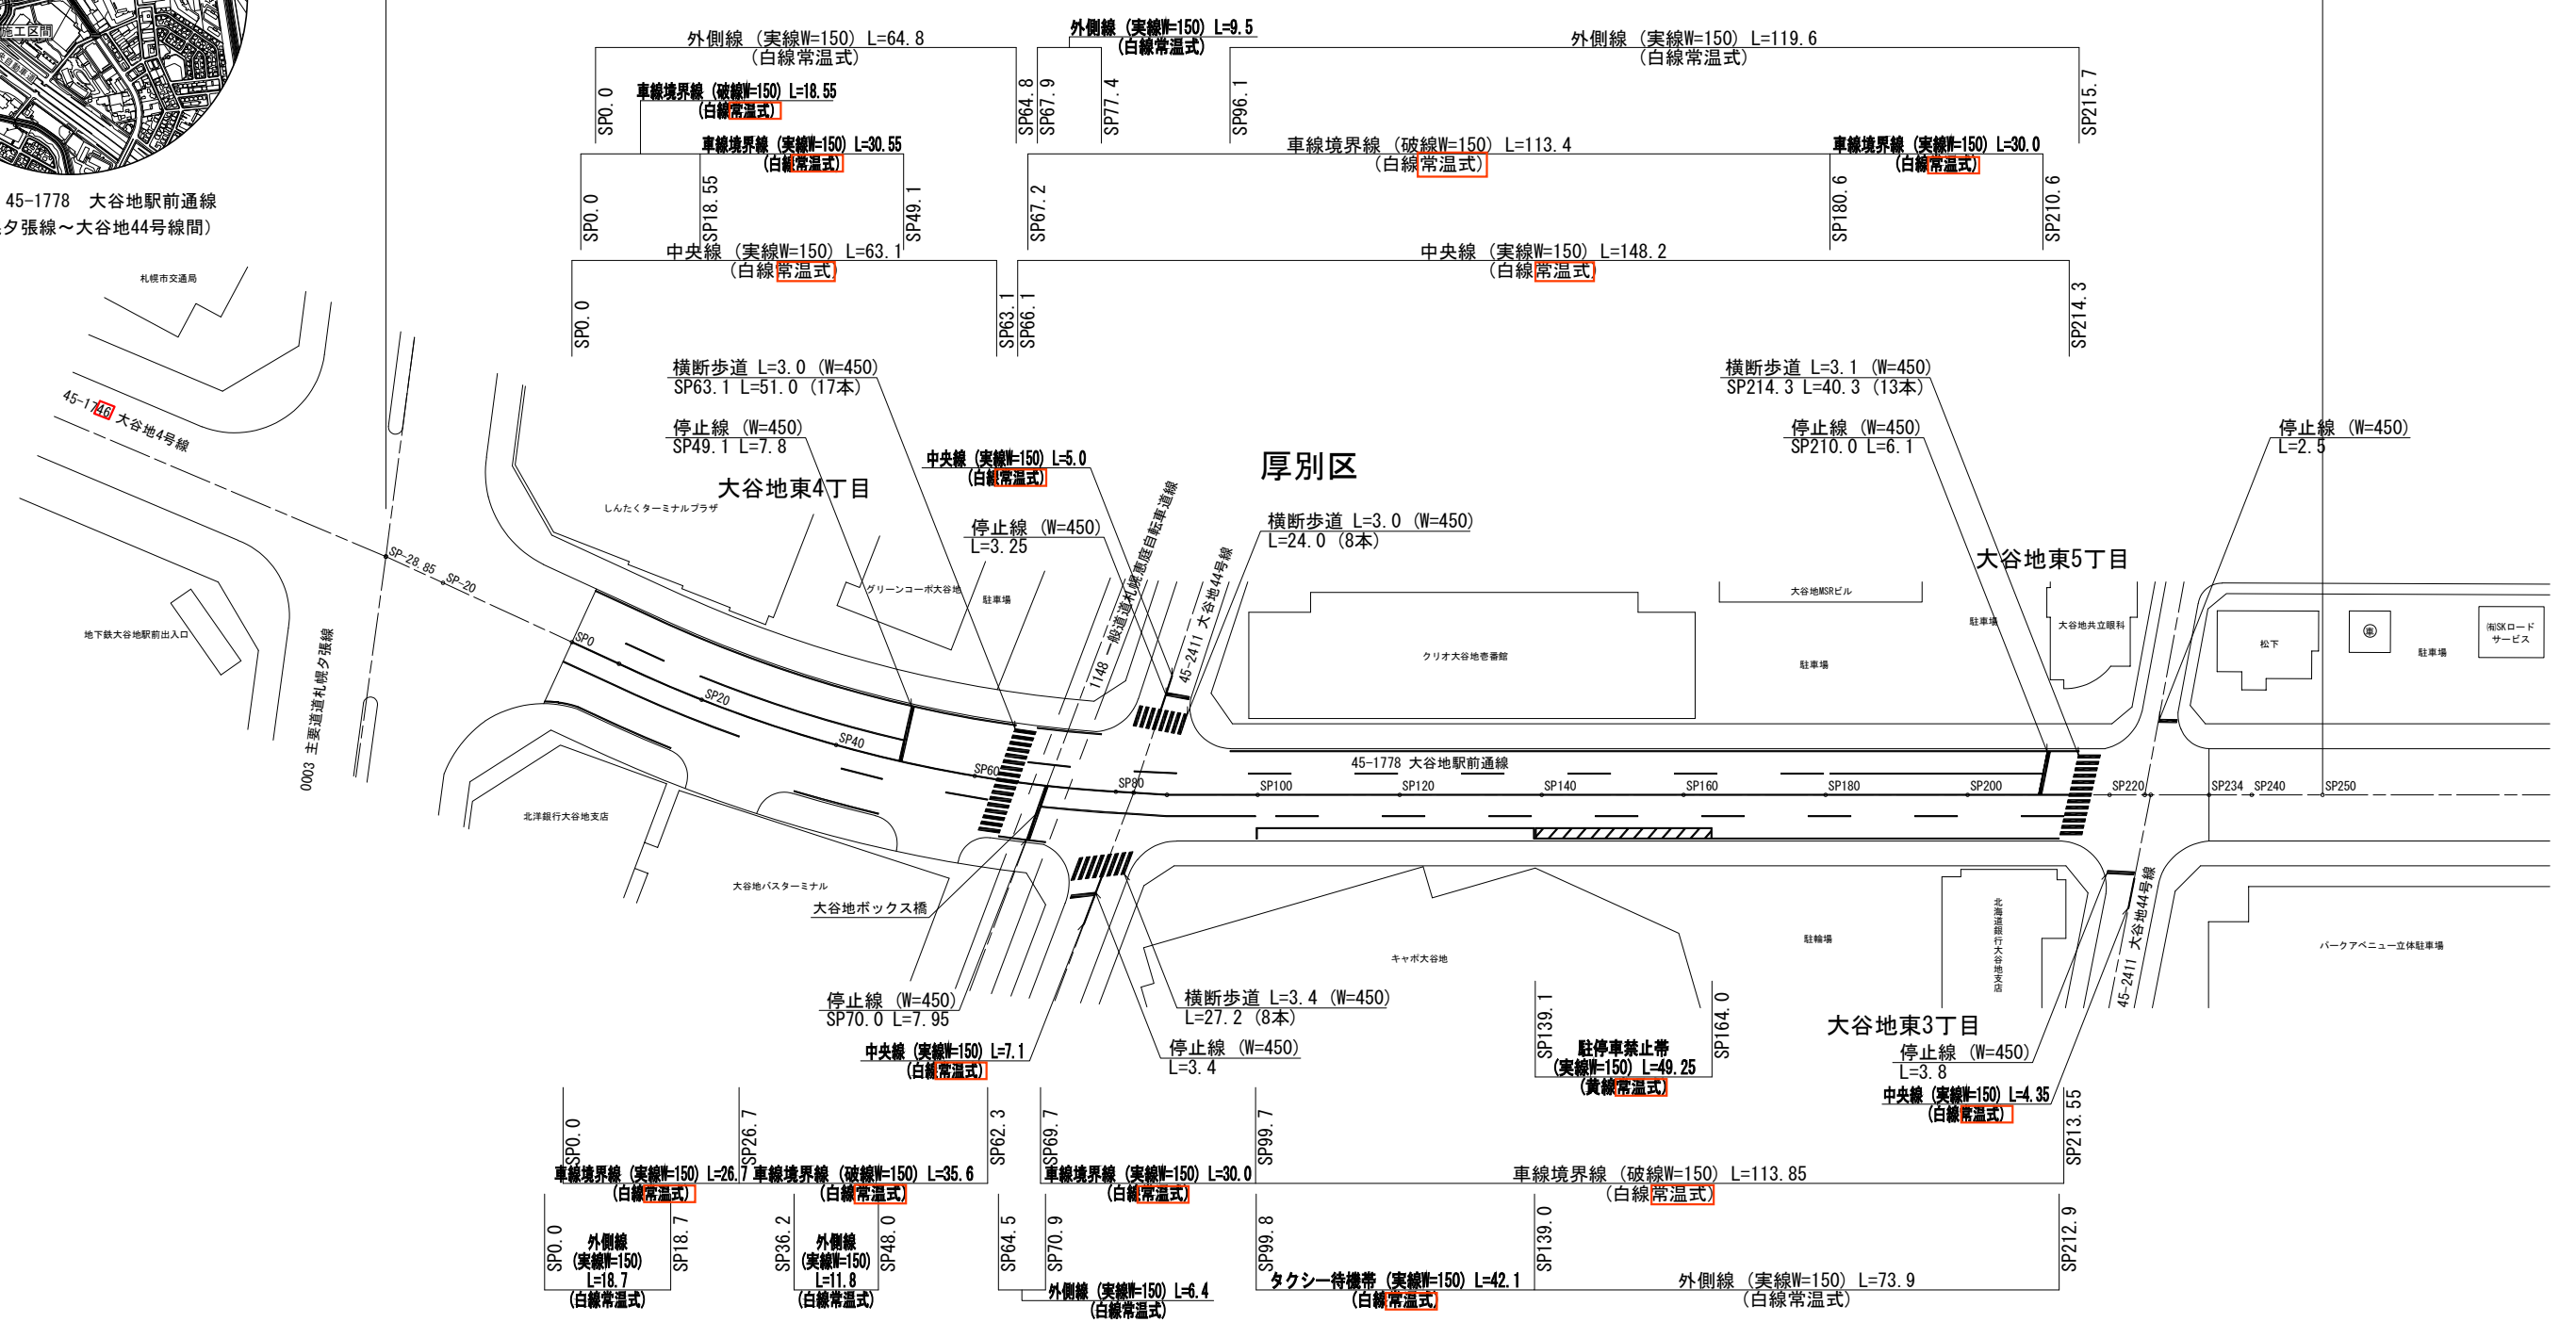 施工区間
45-1778　大谷地駅前通線
夕張線～大谷地44号線間）
外側線 (実線W=150) L=64.8
(白線常温式)
外側線 (実線W=150) L=9.5
(白線常温式)
外側線 (実線W=150) L=119.6
(白線常温式)
SP0.0
SP64.8
SP67.9
SP77.4
SP96.1
SP215.7
車線境界線 (破線W=150) L=18.55
(白線常温式)
車線境界線 (実線W=150) L=30.55
(白線常温式)
車線境界線 (破線W=150) L=113.4
(白線常温式)
車線境界線 (実線W=150) L=30.0
(白線常温式)
SP0.0
SP18.55
SP49.1
SP67.2
SP180.6
SP210.6
中央線 (実線W=150) L=63.1
(白線常温式)
中央線 (実線W=150) L=148.2
(白線常温式)
SP0.0
SP63.1
SP66.1
SP214.3
札幌市交通局
45-1746 大谷地4号線
横断歩道 L=3.0 (W=450)
SP63.1 L=51.0 (17本)
停止線 (W=450)
SP49.1 L=7.8
大谷地東4丁目
しんたくターミナルプラザ
中央線 (実線W=150) L=5.0
(白線常温式)
停止線 (W=450)
L=3.25
厚別区
横断歩道 L=3.0 (W=450)
L=24.0 (8本)
横断歩道 L=3.1 (W=450)
SP214.3 L=40.3 (13本)
停止線 (W=450)
SP210.0 L=6.1
停止線 (W=450)
L=2.5
大谷地東5丁目
SP-28.85
SP-20
グリーンコーポ大谷地
駐車場
1148 一般道道札幌恵庭自転車道線
45-2411 大谷地44号線
大谷地MSRビル
駐車場
大谷地共立眼科
松下
車
駐車場
㈲SKロード
サービス
地下鉄大谷地駅前出入口
0003 主要道道札幌夕張線
クリオ大谷地壱番館
駐車場
SP0
SP20
SP40
SP60
SP80
45-1778 大谷地駅前通線
SP100
SP120
SP140
SP160
SP180
SP200
SP220
SP234
SP240
SP250
北洋銀行大谷地支店
大谷地バスターミナル
大谷地ボックス橋
キャポ大谷地
駐輪場
北海道銀行大谷地支店
45-2411 大谷地44号線
パークアベニュー立体駐車場
停止線 (W=450)
SP70.0 L=7.95
横断歩道 L=3.4 (W=450)
L=27.2 (8本)
中央線 (実線W=150) L=7.1
(白線常温式)
停止線 (W=450)
L=3.4
SP139.1
SP164.0
駐停車禁止帯
(実線W=150) L=49.25
(黄線常温式)
大谷地東3丁目
停止線 (W=450)
L=3.8
中央線 (実線W=150) L=4.35
(白線常温式)
SP0.0
SP26.7
SP62.3
SP69.7
SP99.7
SP213.55
車線境界線 (実線W=150) L=26.7
(白線常温式)
車線境界線 (破線W=150) L=35.6
(白線常温式)
車線境界線 (実線W=150) L=30.0
(白線常温式)
車線境界線 (破線W=150) L=113.85
(白線常温式)
SP0.0
SP18.7
SP36.2
SP48.0
SP64.5
SP70.9
SP99.8
SP139.0
SP212.9
外側線
(実線W=150)
L=18.7
(白線常温式)
外側線
(実線W=150)
L=11.8
(白線常温式)
外側線 (実線W=150) L=6.4
(白線常温式)
タクシー待機帯 (実線W=150) L=42.1
(白線常温式)
外側線 (実線W=150) L=73.9
(白線常温式)